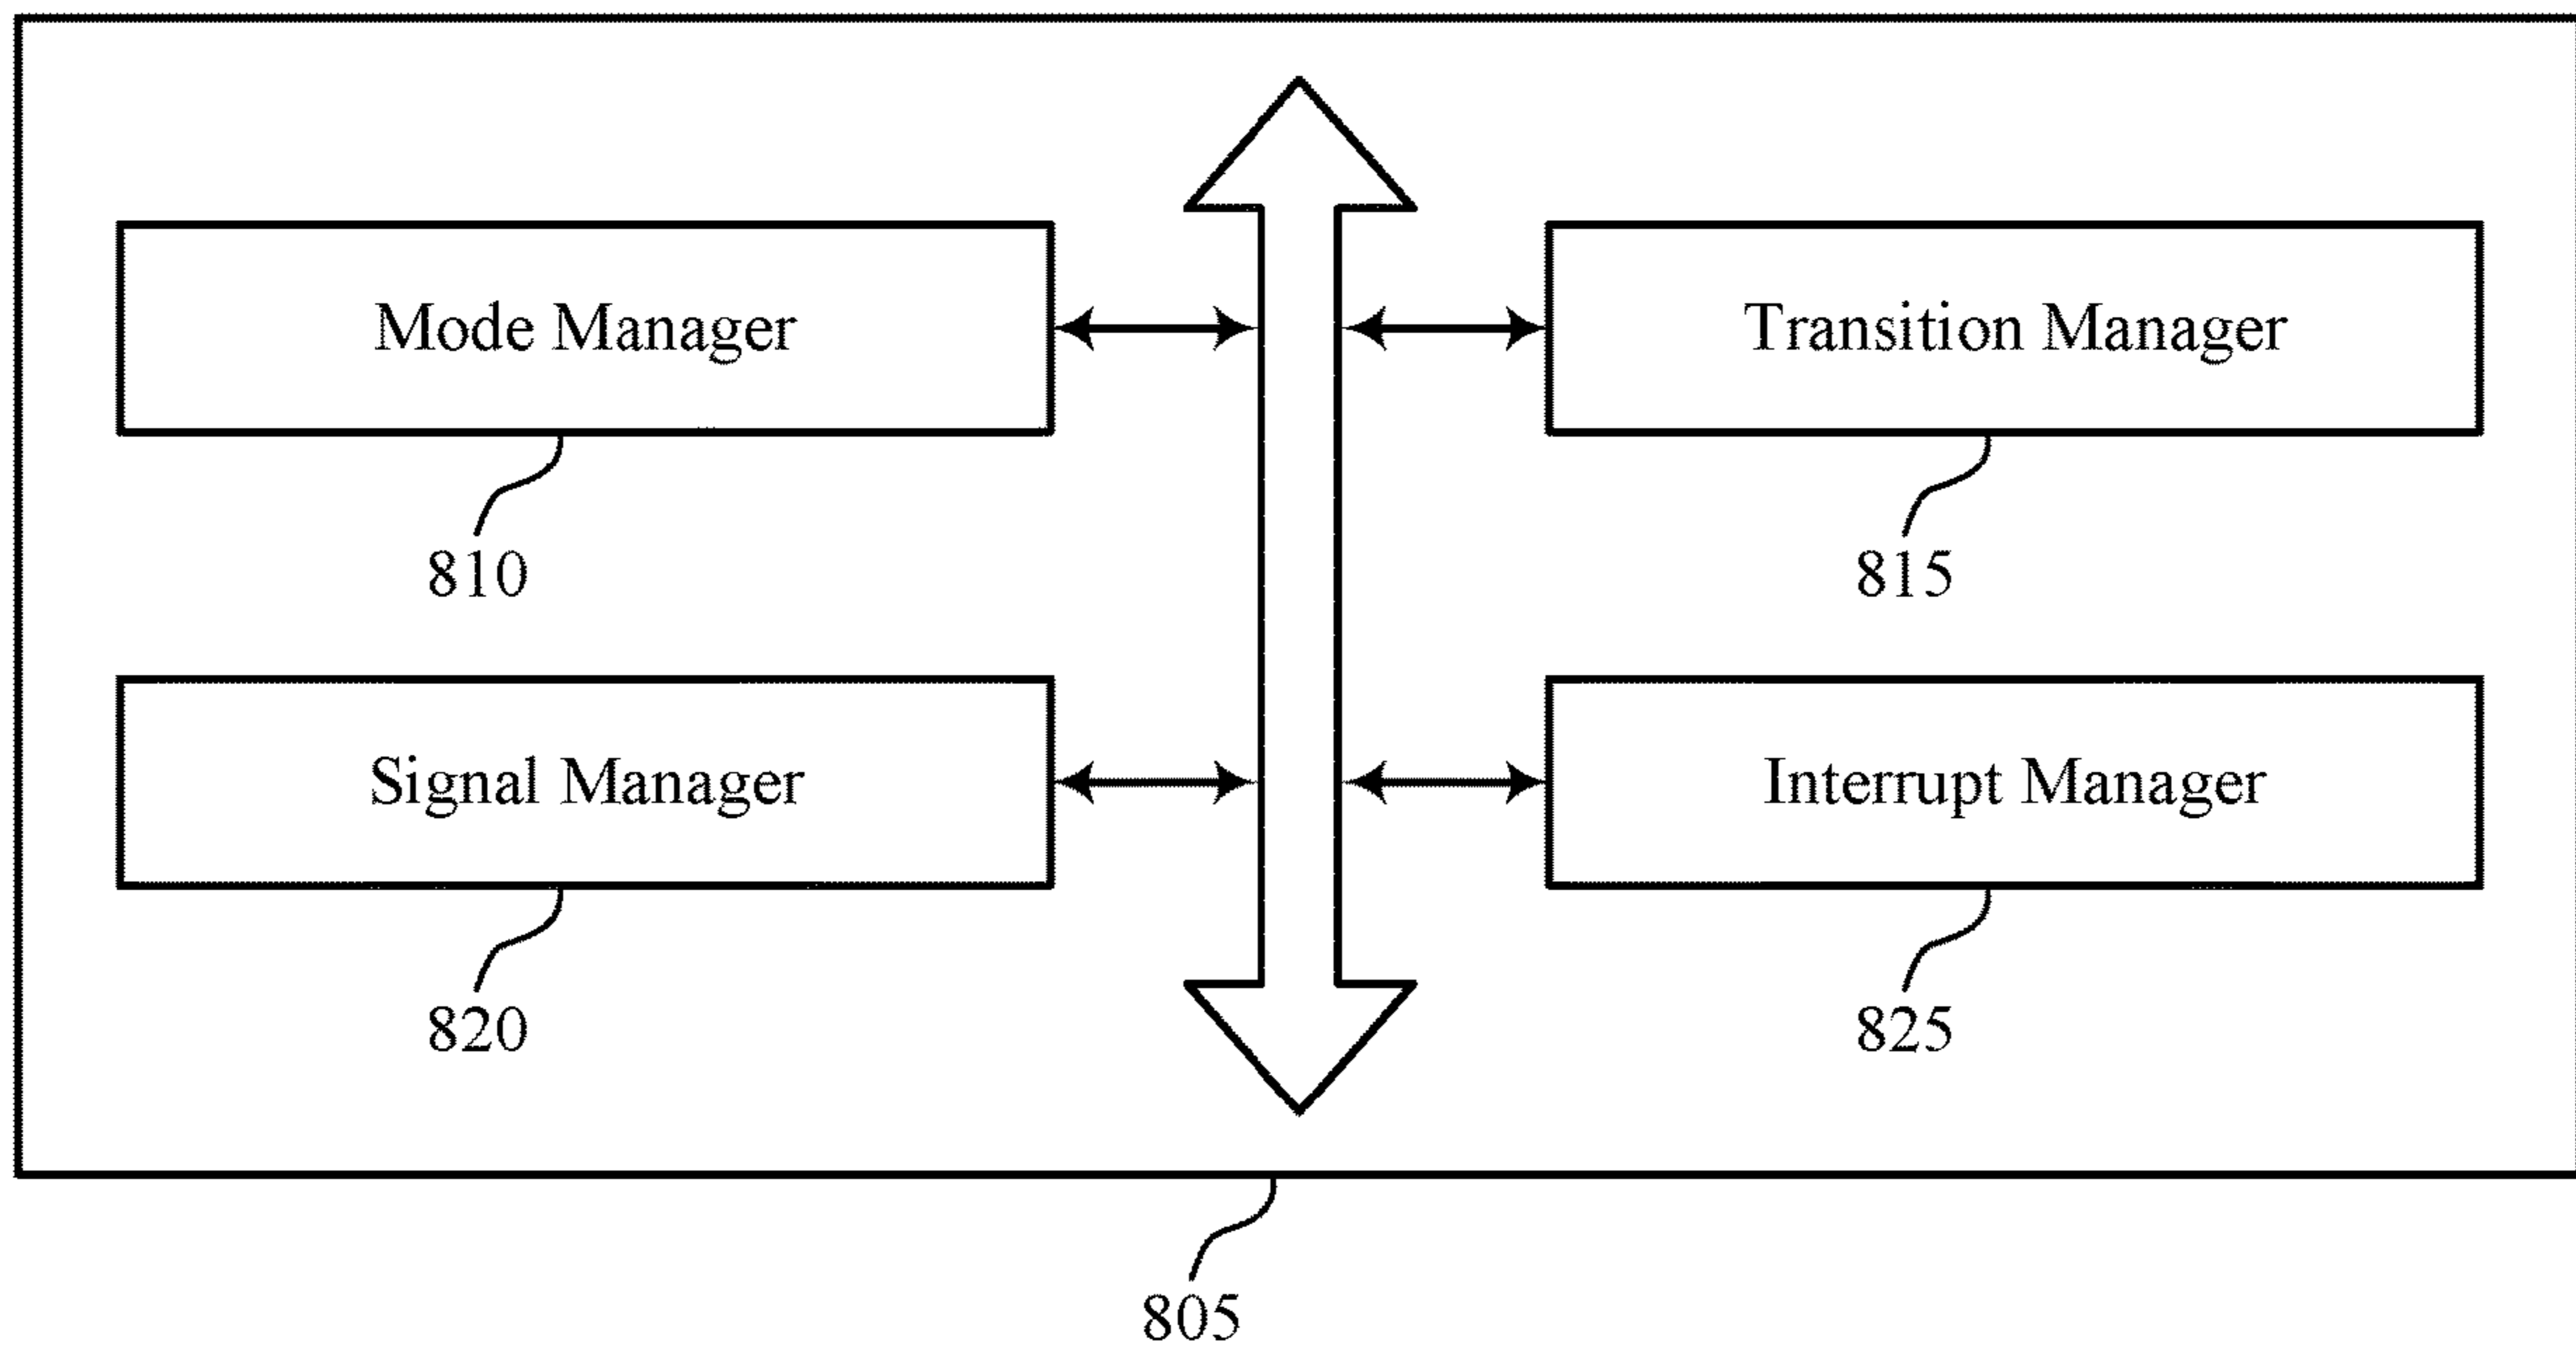 Mode Manager
Transition Manager
810
815
Signal Manager
Interrupt Manager
820
825
805